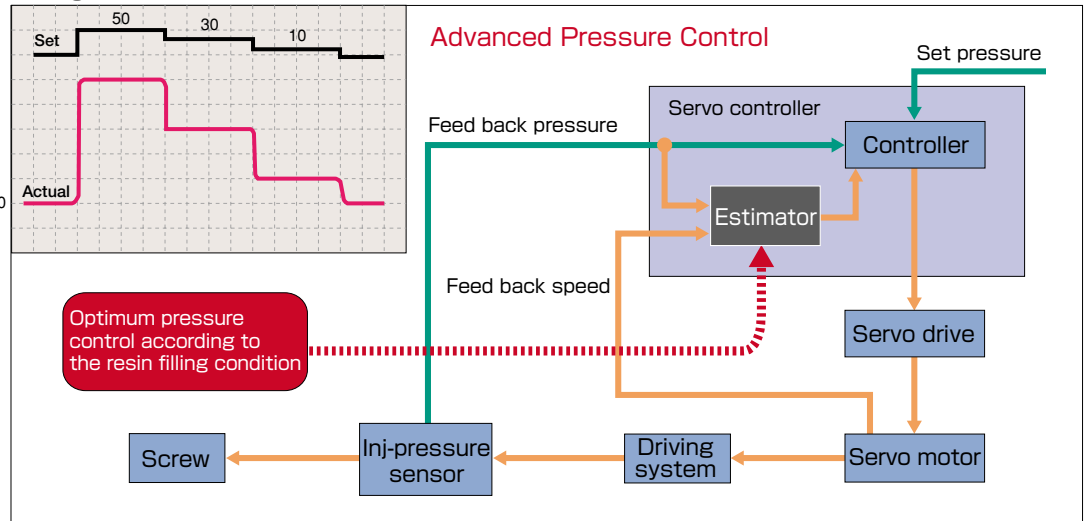 50
30
10
Set
Actual
0
Advanced Pressure Control
Set pressure
Servo controller
Feed back pressure
Controller
Estimator
Feed back speed
Optimum pressure
control according to
the resin filling condition
Servo drive
Screw
Inj-pressure
sensor
Driving
system
Servo motor